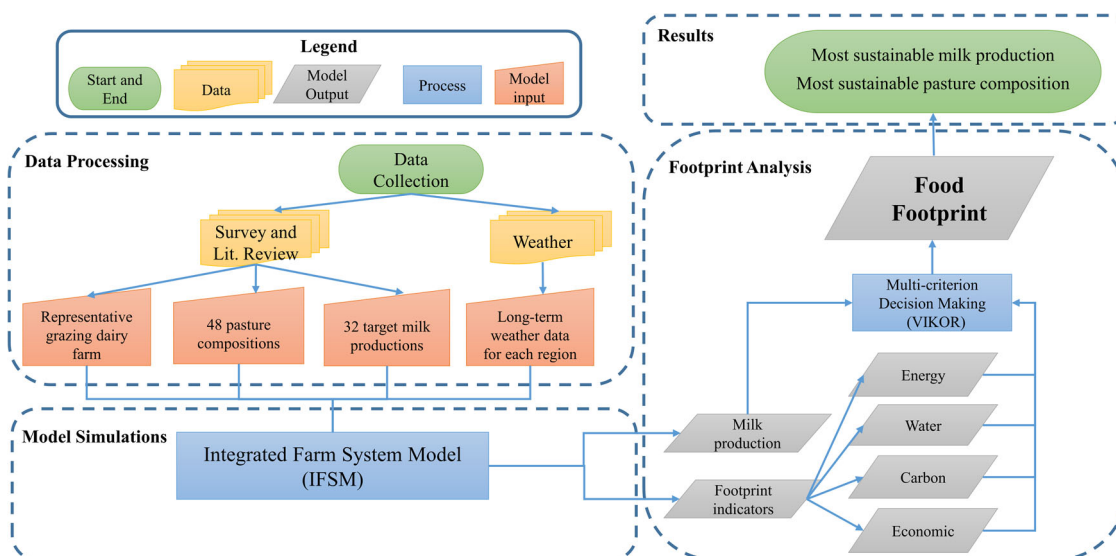 Legend
Start and
End
Data
Model
Output
Process
Model
input
Data Processing
Data
Collection
Survey and
Lit. Review
Weather
Representative
grazing dairy
farm
48 pasture
compositions
32 target milk
productions
Long-term
weather data
for each region
Model Simulations
Integrated Farm System Model
(IFSM)
Results
Most sustainable milk production
Most sustainable pasture composition
Footprint Analysis
Food
Footprint
Multi-criterion
Decision Making
(VIKOR)
Milk
production
Footprint
indicators
Energy
Water
Carbon
Economic